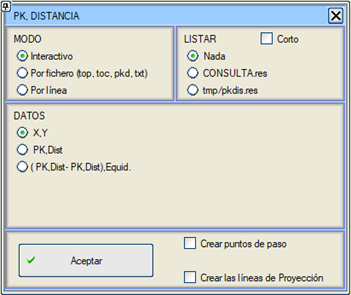 PK, DISTANCIA
MODO
Interactivo
Por fichero (top, toc, pkd, txt)
Por línea
LISTAR
Corto
Nada
CONSULTA.res
tmp/pkdis.res
DATOS
X,Y
PK,Dist
( PK,Dist- PK,Dist),Equid.
Aceptar
Crear puntos de paso
Crear las líneas de Proyección